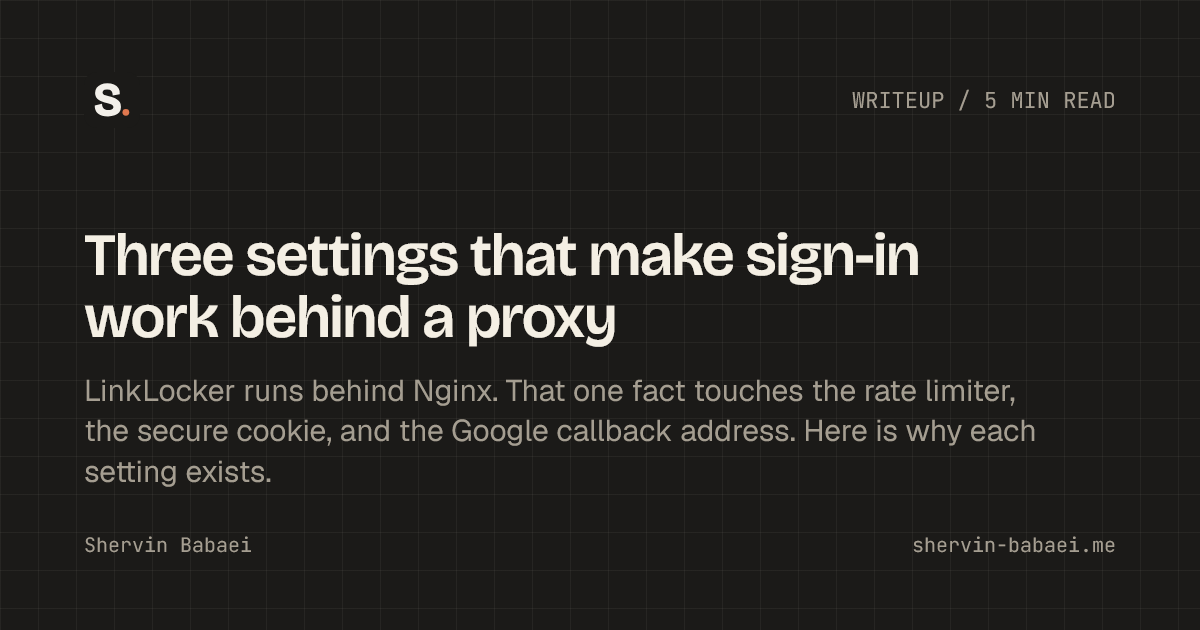 S.
WRITEUP / 5 MIN READ
Three settings that make sign-in
work behind a proxy
LinkLocker runs behind Nginx. That one fact touches the rate limiter,
the secure cookie, and the Google callback address. Here is why each
setting exists.
Shervin Babaei
shervin-babaei.me